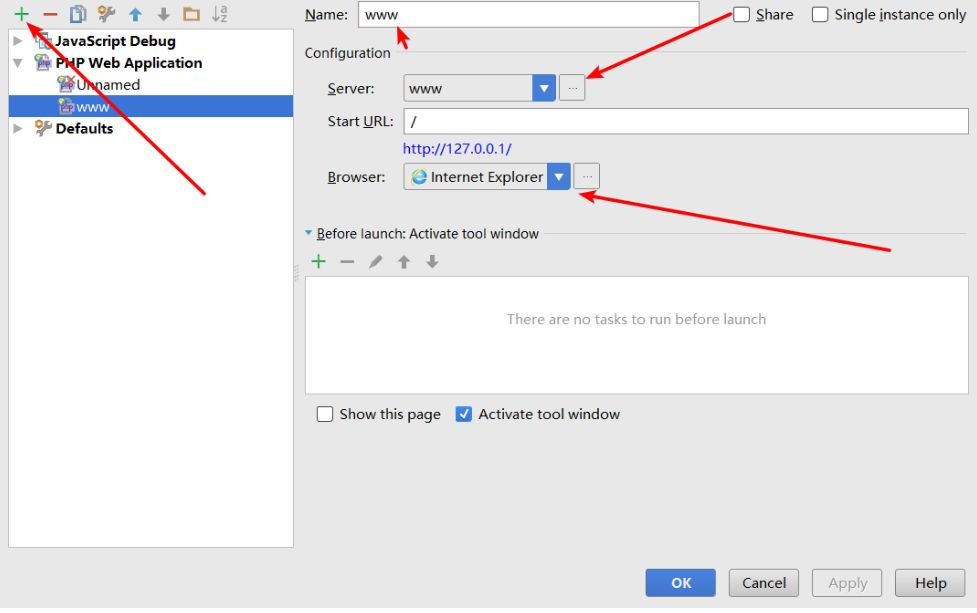 Name: www Share Single instance only
JavaScript Debug
PHP Web Application
Unnamed
www
Defaults
Configuration
Server: www ...
Start URL: /
http://127.0.0.1/
Browser: Internet Explorer ...
Before launch: Activate tool window
There are no tasks to run before launch
Show this page Activate tool window
OK Cancel Apply Help